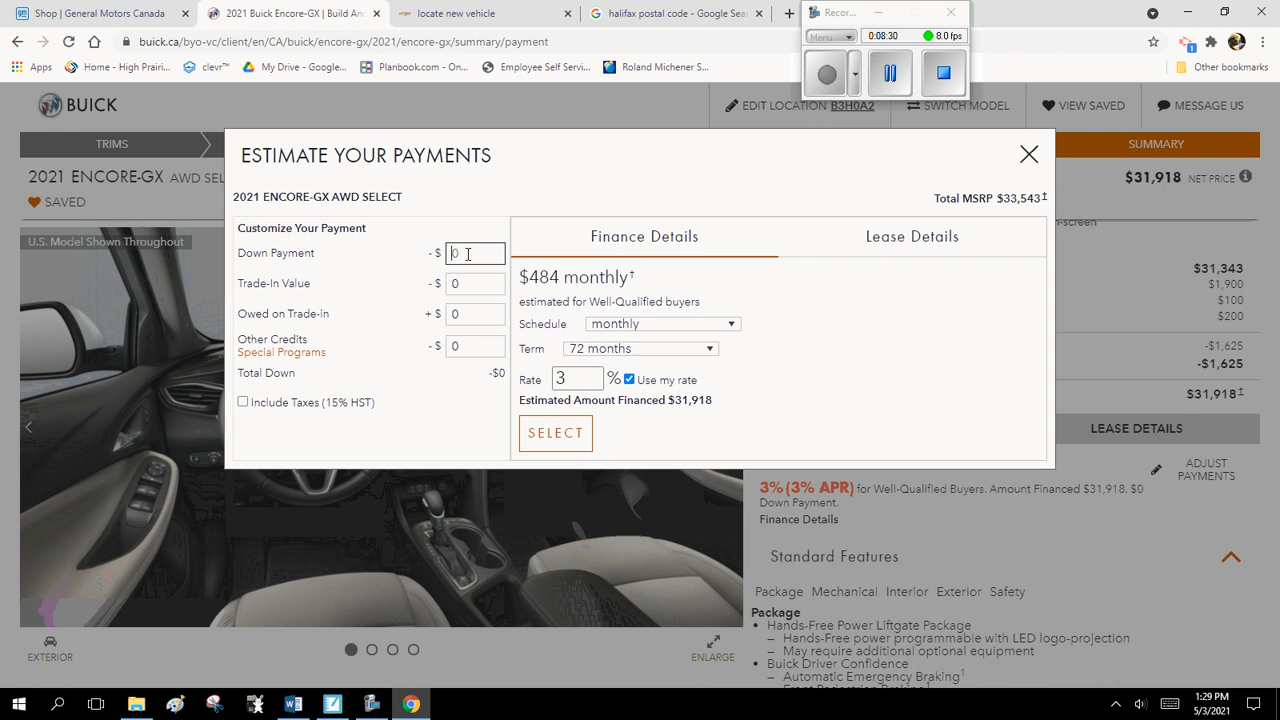 Shop | General Motors Canada
2021 Buick Encore-GX | Build An
locate new vehicle
halifax postal code - Google Sea
Recor...
Menu
0:08:30
8.0 fps
buick.ca/byo-vc/
/CA/buick/encore-gx/2021/encore-gx/summary/payment
Apps
Home - High Prairi...
clevr™
My Drive - Google...
Planbook.com - On...
Employee Self Servi...
Roland Michener S...
1
Other bookmarks
BUICK
EDIT LOCATION B3H0A2
SWITCH MODEL
VIEW SAVED
MESSAGE US
TRIMS
SUMMARY
2021 ENCORE-GX AWD SEL
$31,918 NET PRICE
SAVED
U.S. Model Shown Throughout
ESTIMATE YOUR PAYMENTS
2021 ENCORE-GX AWD SELECT
Total MSRP $33,543‡
Customize Your Payment
Down Payment - $ 0
Trade-In Value - $ 0
Owed on Trade-in + $ 0
Other Credits - $ 0
Special Programs
Total Down -$0
Include Taxes (15% HST)
Finance Details
Lease Details
$484 monthly†
estimated for Well-Qualified buyers
Schedule monthly
Term 72 months
Rate 3 % Use my rate
Estimated Amount Financed $31,918
SELECT
n-screen
$31,343
$1,900
$100
$200
-$1,625
-$1,625
$31,918‡
LEASE DETAILS
ADJUST
PAYMENTS
3% (3% APR) for Well-Qualified Buyers. Amount Financed $31,918. $0
Down Payment.
Finance Details
Standard Features
Package Mechanical Interior Exterior Safety
Package
• Hands-Free Power Liftgate Package
– Hands-Free power programmable with LED logo-projection
– May require additional optional equipment
• Buick Driver Confidence
– Automatic Emergency Braking¹
– Front Pedestrian Braking¹
EXTERIOR
ENLARGE
1:29 PM
5/3/2021